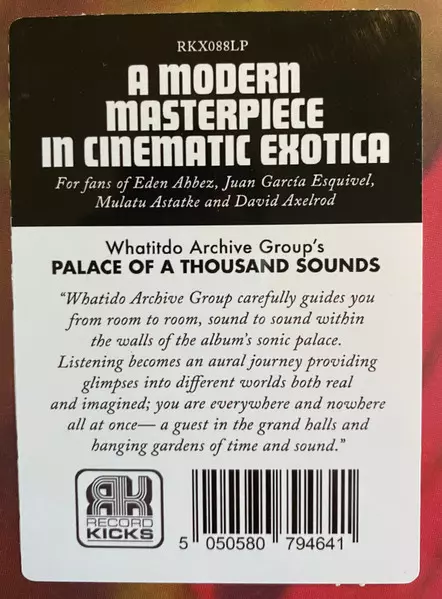 RKX088LP
A MODERN
MASTERPIECE
IN CINEMATIC EXOTICA
For fans of Eden Ahbez, Juan García Esquivel,
Mulatu Astatke and David Axelrod
Whatitdo Archive Group's
PALACE OF A THOUSAND SOUNDS
“Whatido Archive Group carefully guides you
from room to room, sound to sound within
the walls of the album's sonic palace.
Listening becomes an aural journey providing
glimpses into different worlds both real
and imagined; you are everywhere and nowhere
all at once— a guest in the grand halls and
hanging gardens of time and sound.”
RK
RECORD
KICKS
5 050580 794641